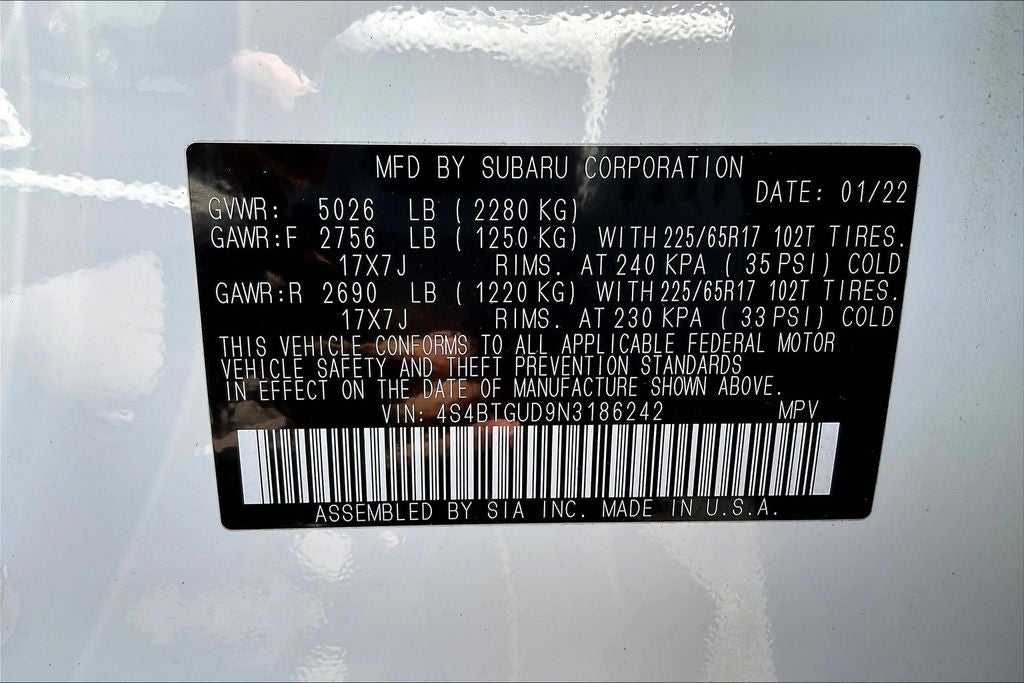 MFD BY SUBARU CORPORATION
DATE: 01/22
GVWR: 5026 LB ( 2280 KG)
GAWR:F 2756 LB ( 1250 KG) WITH 225/65R17 102T TIRES.
17X7J RIMS. AT 240 KPA ( 35 PSI) COLD
GAWR:R 2690 LB ( 1220 KG) WITH 225/65R17 102T TIRES.
17X7J RIMS. AT 230 KPA ( 33 PSI) COLD
THIS VEHICLE CONFORMS TO ALL APPLICABLE FEDERAL MOTOR
VEHICLE SAFETY AND THEFT PREVENTION STANDARDS
IN EFFECT ON THE DATE OF MANUFACTURE SHOWN ABOVE.
VIN: 4S4BTGUD9N3186242 MPV
ASSEMBLED BY SIA INC. MADE IN U.S.A.